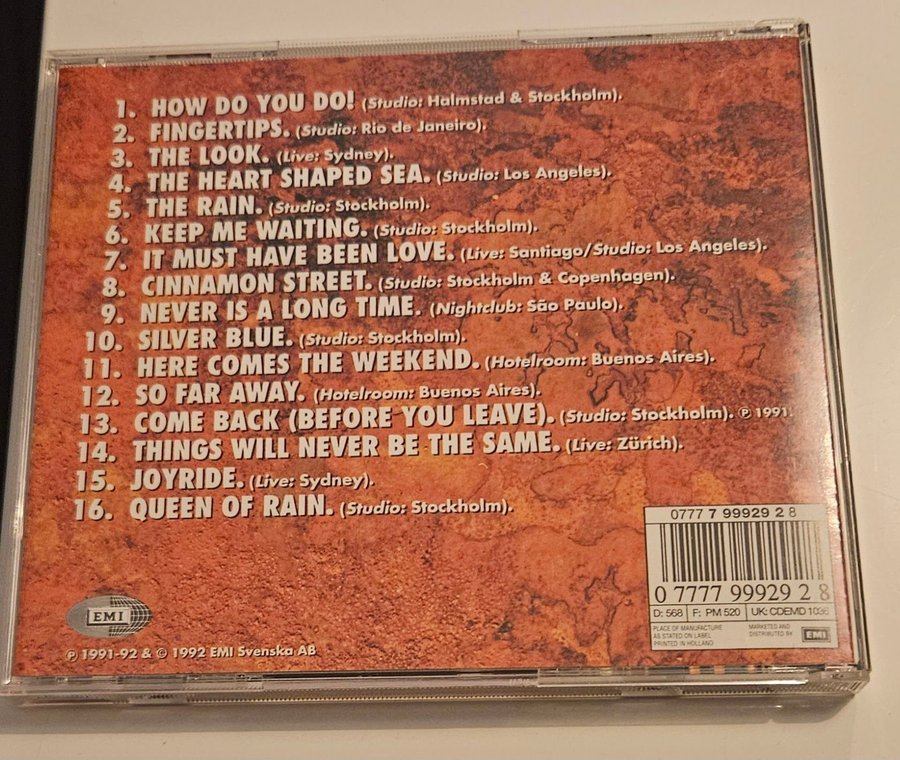 1. HOW DO YOU DO! (Studio: Halmstad & Stockholm).
2. FINGERTIPS. (Studio: Rio de Janeiro).
3. THE LOOK. (Live: Sydney).
4. THE HEART SHAPED SEA. (Studio: Los Angeles).
5. THE RAIN. (Studio: Stockholm).
6. KEEP ME WAITING. (Studio: Stockholm).
7. IT MUST HAVE BEEN LOVE. (Live: Santiago/Studio: Los Angeles).
8. CINNAMON STREET. (Studio: Stockholm & Copenhagen).
9. NEVER IS A LONG TIME. (Nightclub: São Paulo).
10. SILVER BLUE. (Studio: Stockholm).
11. HERE COMES THE WEEKEND. (Hotelroom: Buenos Aires).
12. SO FAR AWAY. (Hotelroom: Buenos Aires).
13. COME BACK (BEFORE YOU LEAVE). (Studio: Stockholm). ℗ 1991.
14. THINGS WILL NEVER BE THE SAME. (Live: Zürich).
15. JOYRIDE. (Live: Sydney).
16. QUEEN OF RAIN. (Studio: Stockholm).
0777 7 99929 2 8
0 7777 99929 2 8
D: 568 F: PM 520 UK: CDEMD 1036
PLACE OF MANUFACTURE
AS STATED ON LABEL
PRINTED IN HOLLAND
MARKETED AND
DISTRIBUTED BY EMI
EMI
℗ 1991-92 & © 1992 EMI Svenska AB